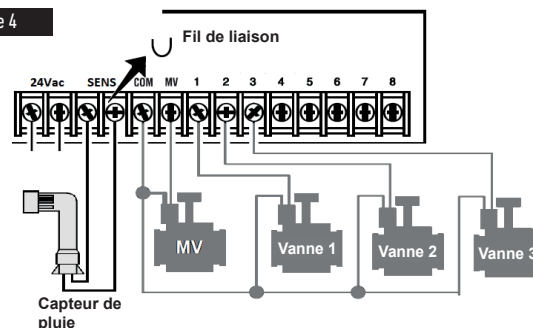 e 4
Fil de liaison
24Vac SENS COM MV 1 2 3 4 5 6 7 8
MV
Vanne 1
Vanne 2
Vanne 3
Capteur de
pluie